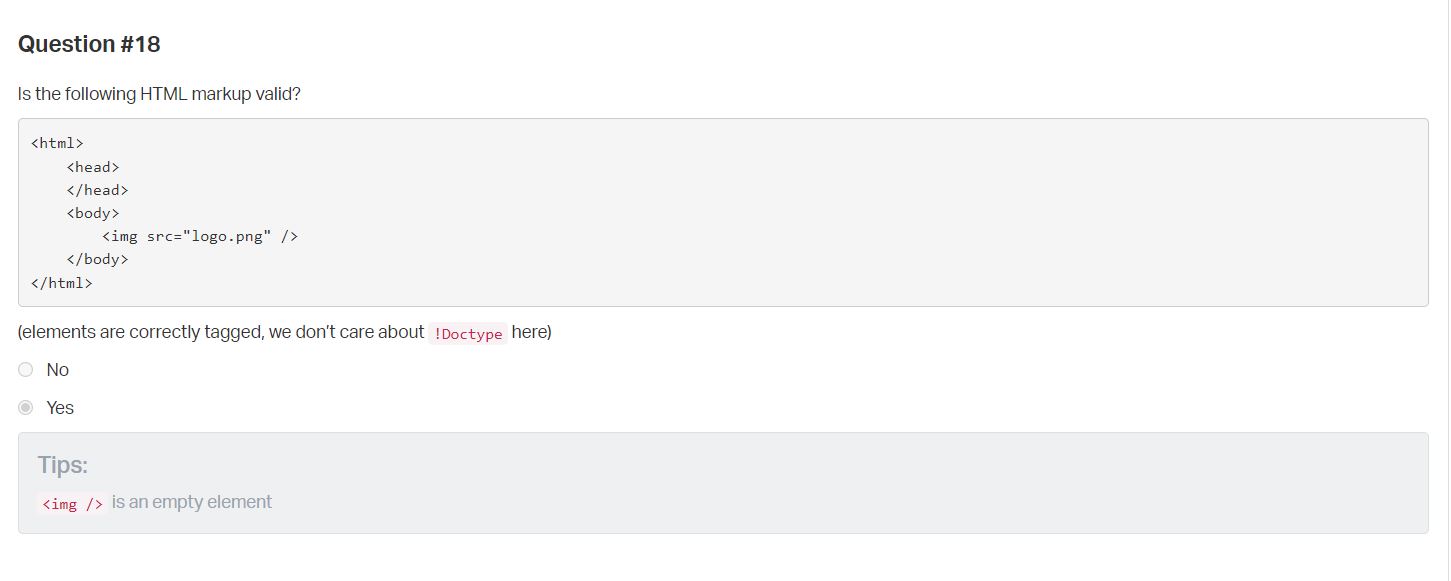 Question #18
Is the following HTML markup valid?
<html>
    <head>
    </head>
    <body>
        <img src="logo.png" />
    </body>
</html>
(elements are correctly tagged, we don’t care about !Doctype here)
No
Yes
Tips:
<img /> is an empty element